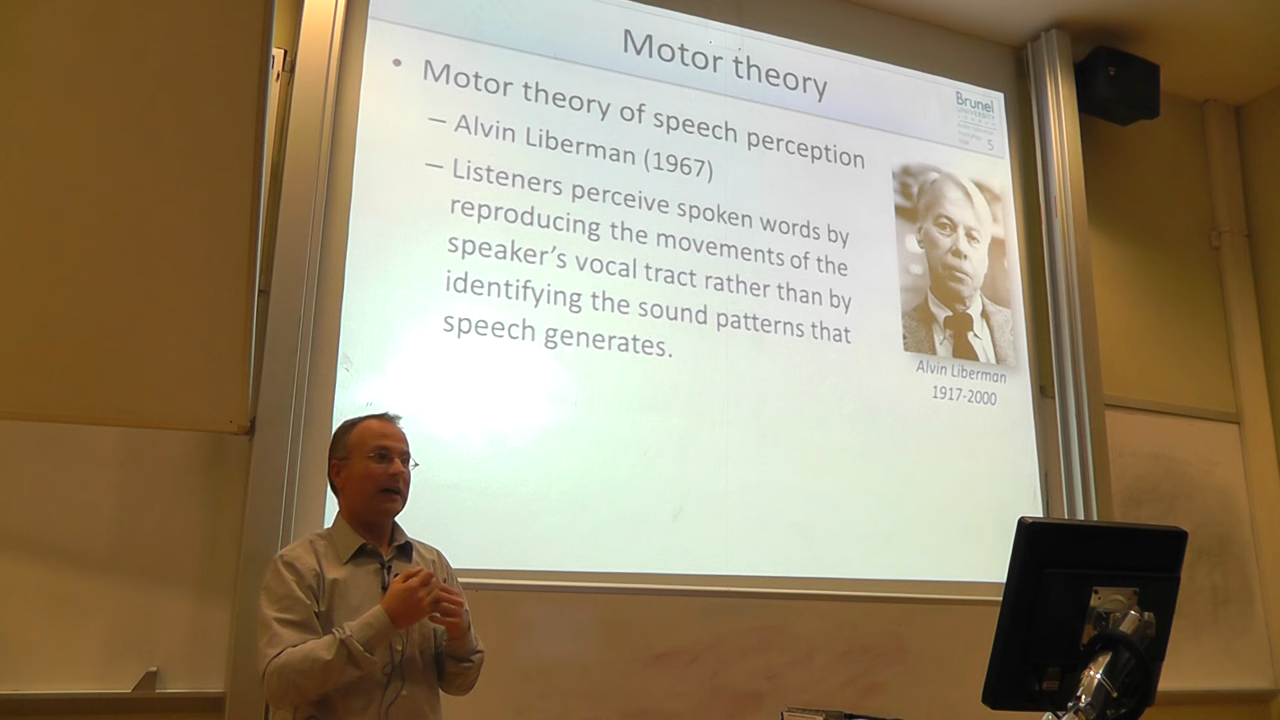 Motor theory
• Motor theory of speech perception
– Alvin Liberman (1967)
– Listeners perceive spoken words by
reproducing the movements of the
speaker's vocal tract rather than by
identifying the sound patterns that
speech generates.
Brunel
UNIVERSITY
5
Alvin Liberman
1917-2000